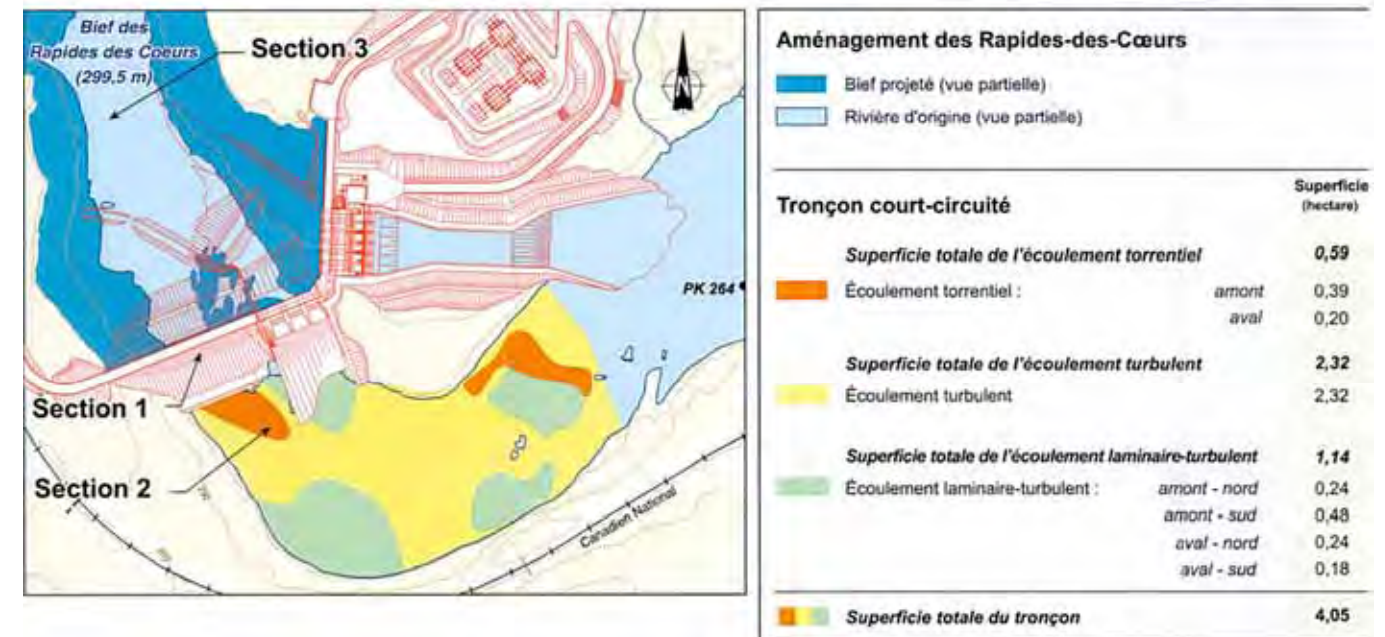 Bief des
Rapides des Coeurs
(299,5 m)
Section 3
N
PK 264
Section 1
Section 2
Canadien National
Aménagement des Rapides-des-Cœurs
Bief projeté (vue partielle)
Rivière d'origine (vue partielle)
Superficie
(hectare)
Tronçon court-circuité
Superficie totale de l'écoulement torrentiel 0,59
Écoulement torrentiel : amont 0,39
aval 0,20
Superficie totale de l'écoulement turbulent 2,32
Écoulement turbulent 2,32
Superficie totale de l'écoulement laminaire-turbulent 1,14
Écoulement laminaire-turbulent : amont - nord 0,24
amont - sud 0,48
aval - nord 0,24
aval - sud 0,18
Superficie totale du tronçon 4,05